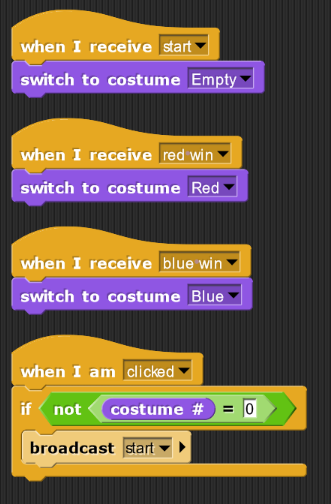 when I receive start
switch to costume Empty
when I receive red win
switch to costume Red
when I receive blue win
switch to costume Blue
when I am clicked
if not costume # = 0
broadcast start